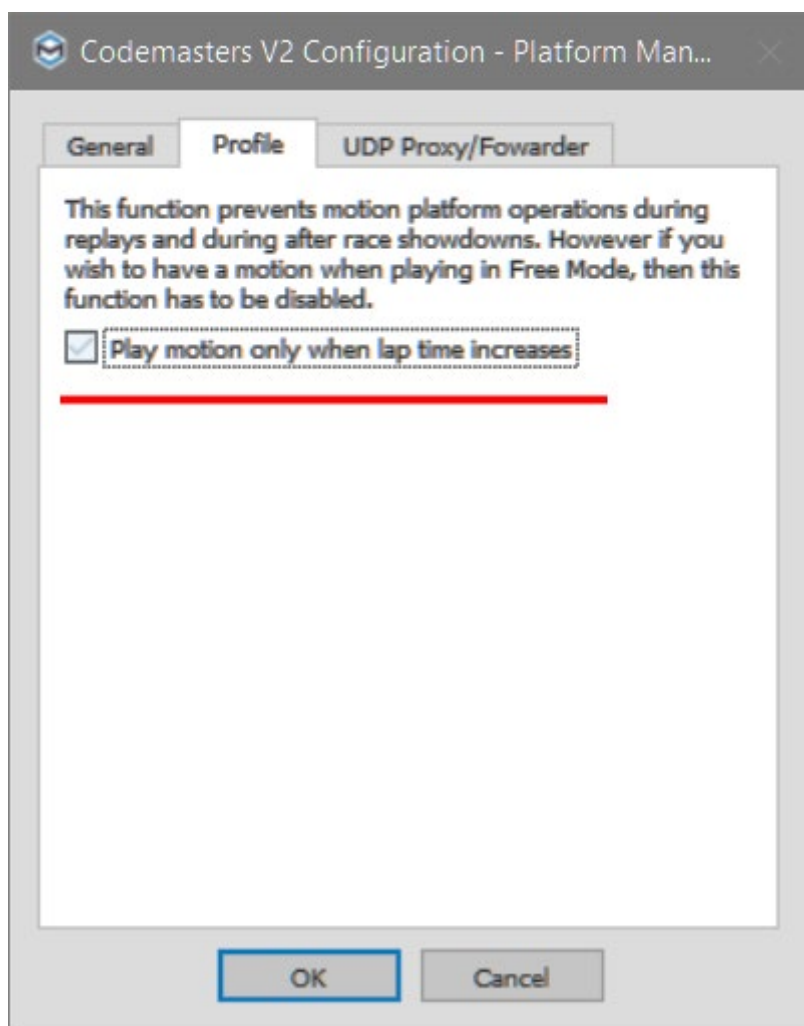 Codemasters V2 Configuration - Platform Man...
General Profile UDP Proxy/Fowarder
This function prevents motion platform operations during
replays and during after race showdowns. However if you
wish to have a motion when playing in Free Mode, then this
function has to be disabled.
Play motion only when lap time increases
OK Cancel